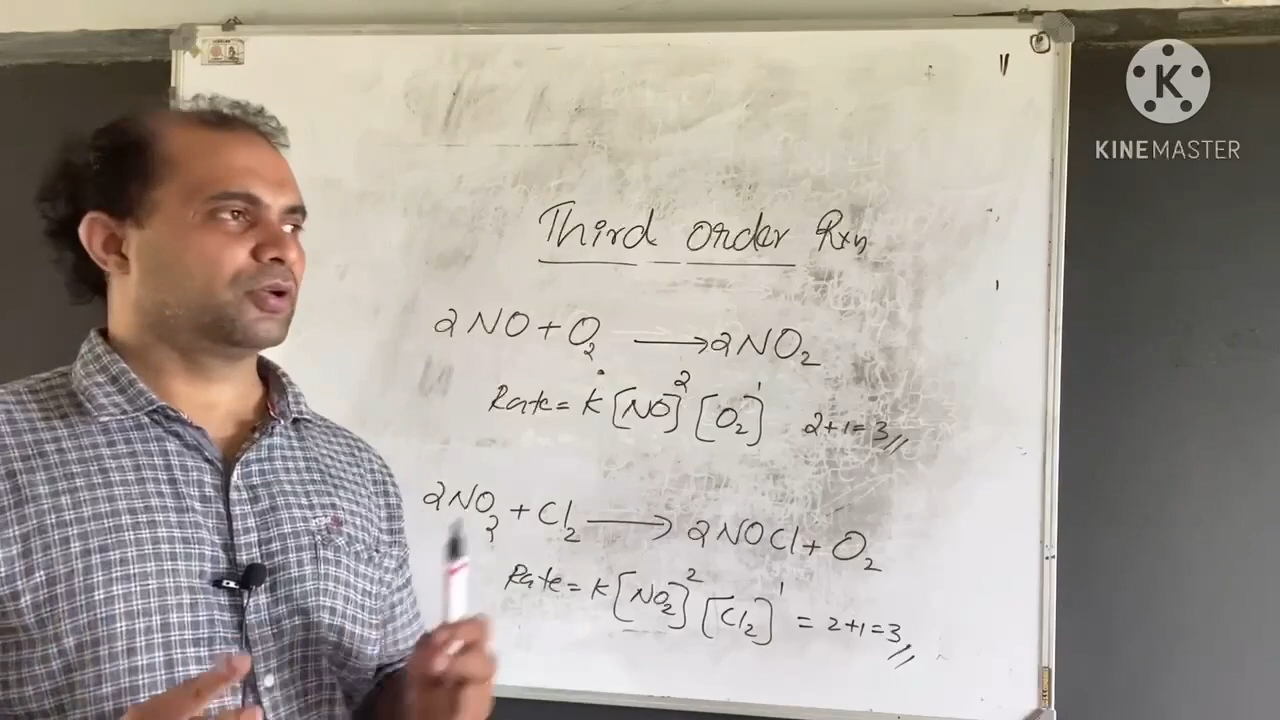 Third order Rxn
2NO + O₂ ⟶ 2NO₂
Rate = K [NO]² [O₂]¹ 2+1=3
2NO₂ + Cl₂ ⟶ 2NOCl + O₂
Rate = K [NO₂]² [Cl₂]¹ = 2+1=3
K
KINEMASTER